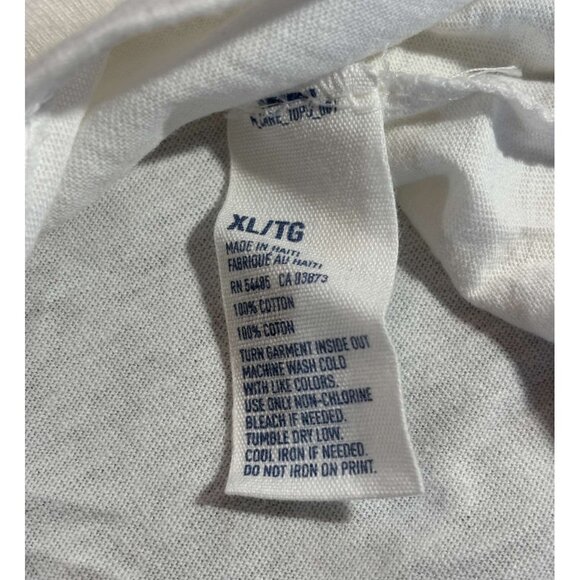 XL/TG
MADE IN HAITI
FABRIQUE AU HAITI
RN 54485 CA 03873
100% COTTON
100% COTON
TURN GARMENT INSIDE OUT
MACHINE WASH COLD
WITH LIKE COLORS.
USE ONLY NON-CHLORINE
BLEACH IF NEEDED.
TUMBLE DRY LOW.
COOL IRON IF NEEDED.
DO NOT IRON ON PRINT.